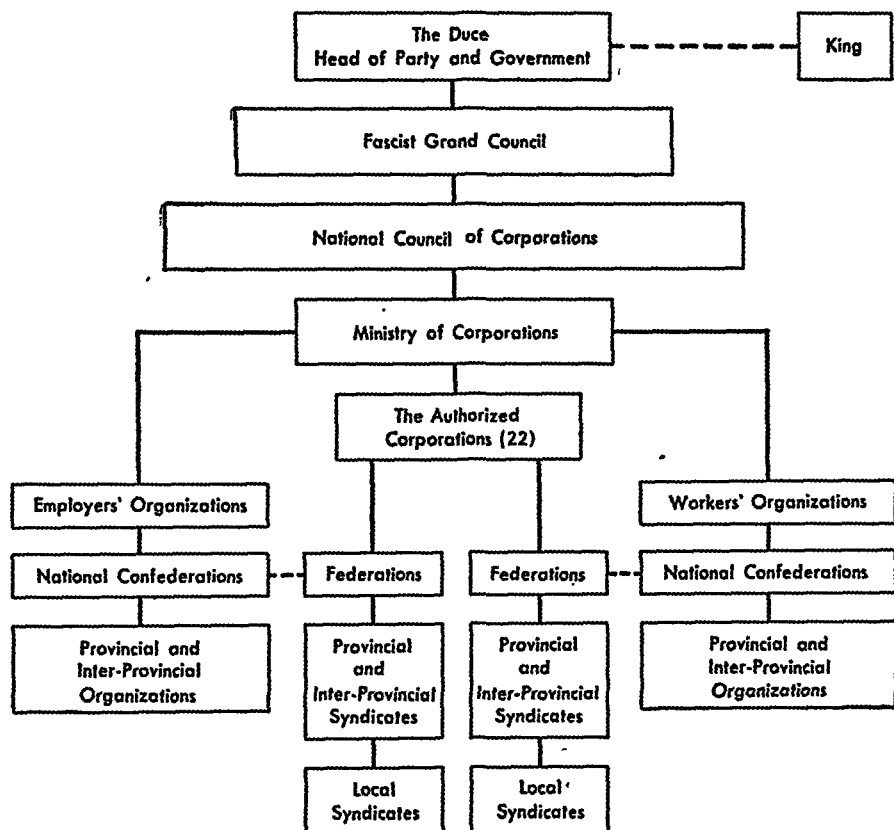 The Duce
Head of Party and Government
King
Fascist Grand Council
National Council of Corporations
Ministry of Corporations
The Authorized
Corporations (22)
Employers' Organizations
Workers' Organizations
National Confederations
Federations
Federations
National Confederations
Provincial and
Inter-Provincial
Organizations
Provincial
and
Inter-Provincial
Syndicates
Provincial
and
Inter-Provincial
Syndicates
Provincial and
Inter-Provincial
Organizations
Local
Syndicates
Local
Syndicates